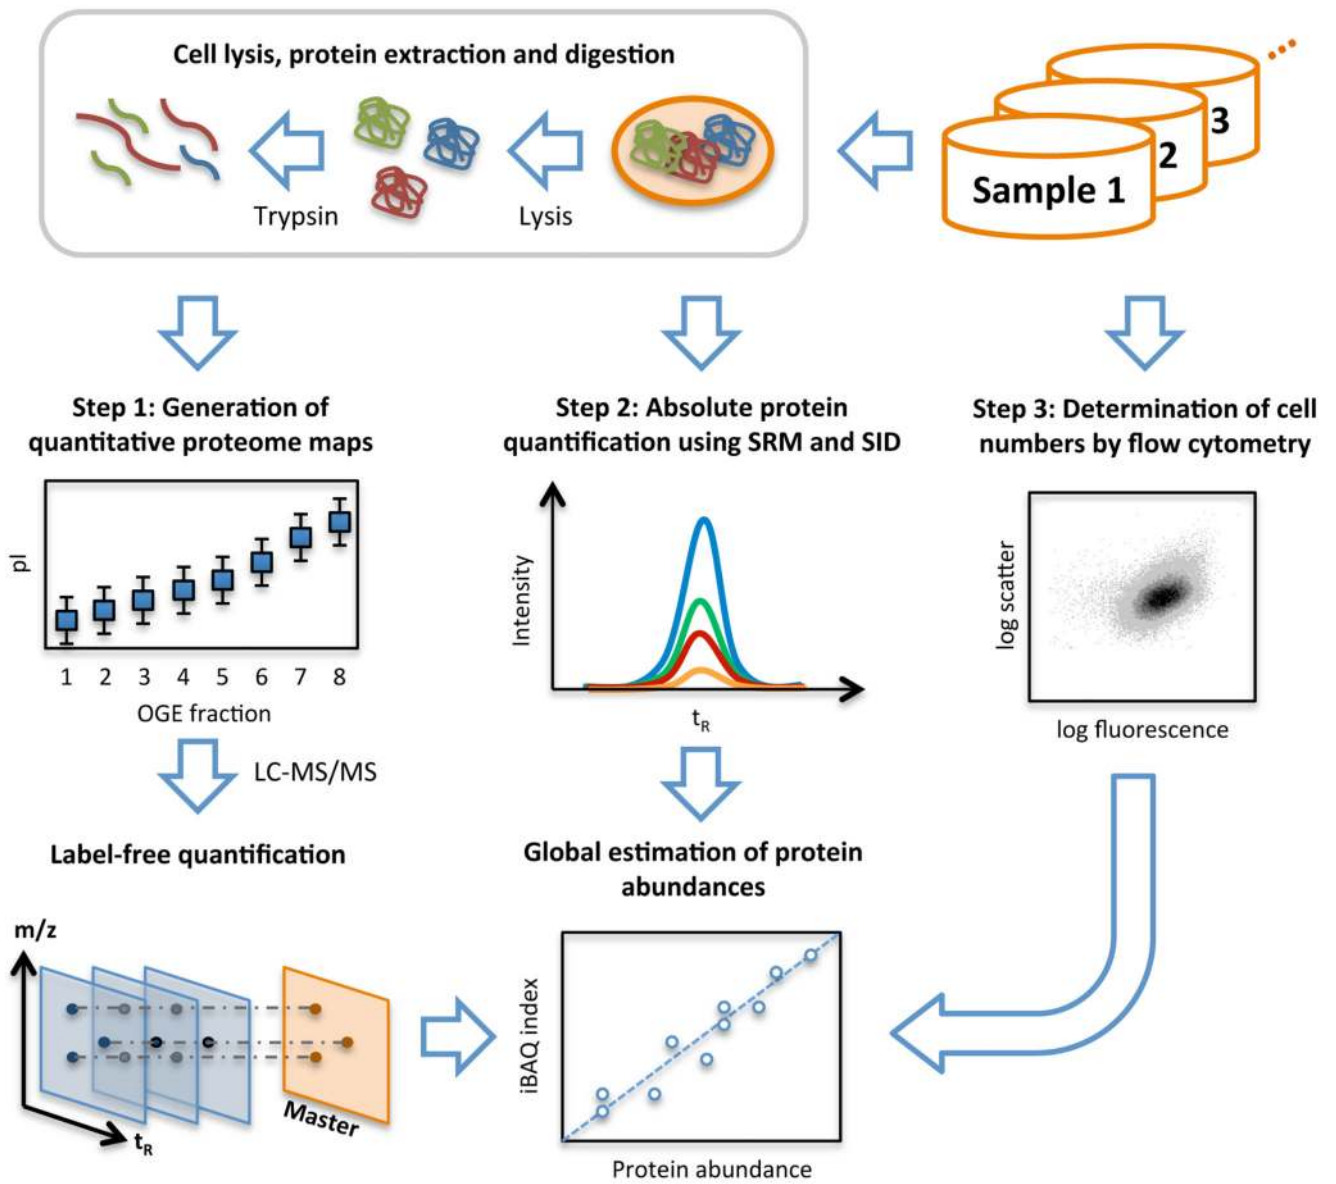 Cell lysis, protein extraction and digestion
Trypsin
Lysis
Sample 1
2
3
Step 1: Generation of
quantitative proteome maps
pI
1 2 3 4 5 6 7 8
OGE fraction
LC-MS/MS
Label-free quantification
m/z
Master
tR
Step 2: Absolute protein
quantification using SRM and SID
Intensity
tR
Global estimation of protein
abundances
iBAQ index
Protein abundance
Step 3: Determination of cell
numbers by flow cytometry
log scatter
log fluorescence